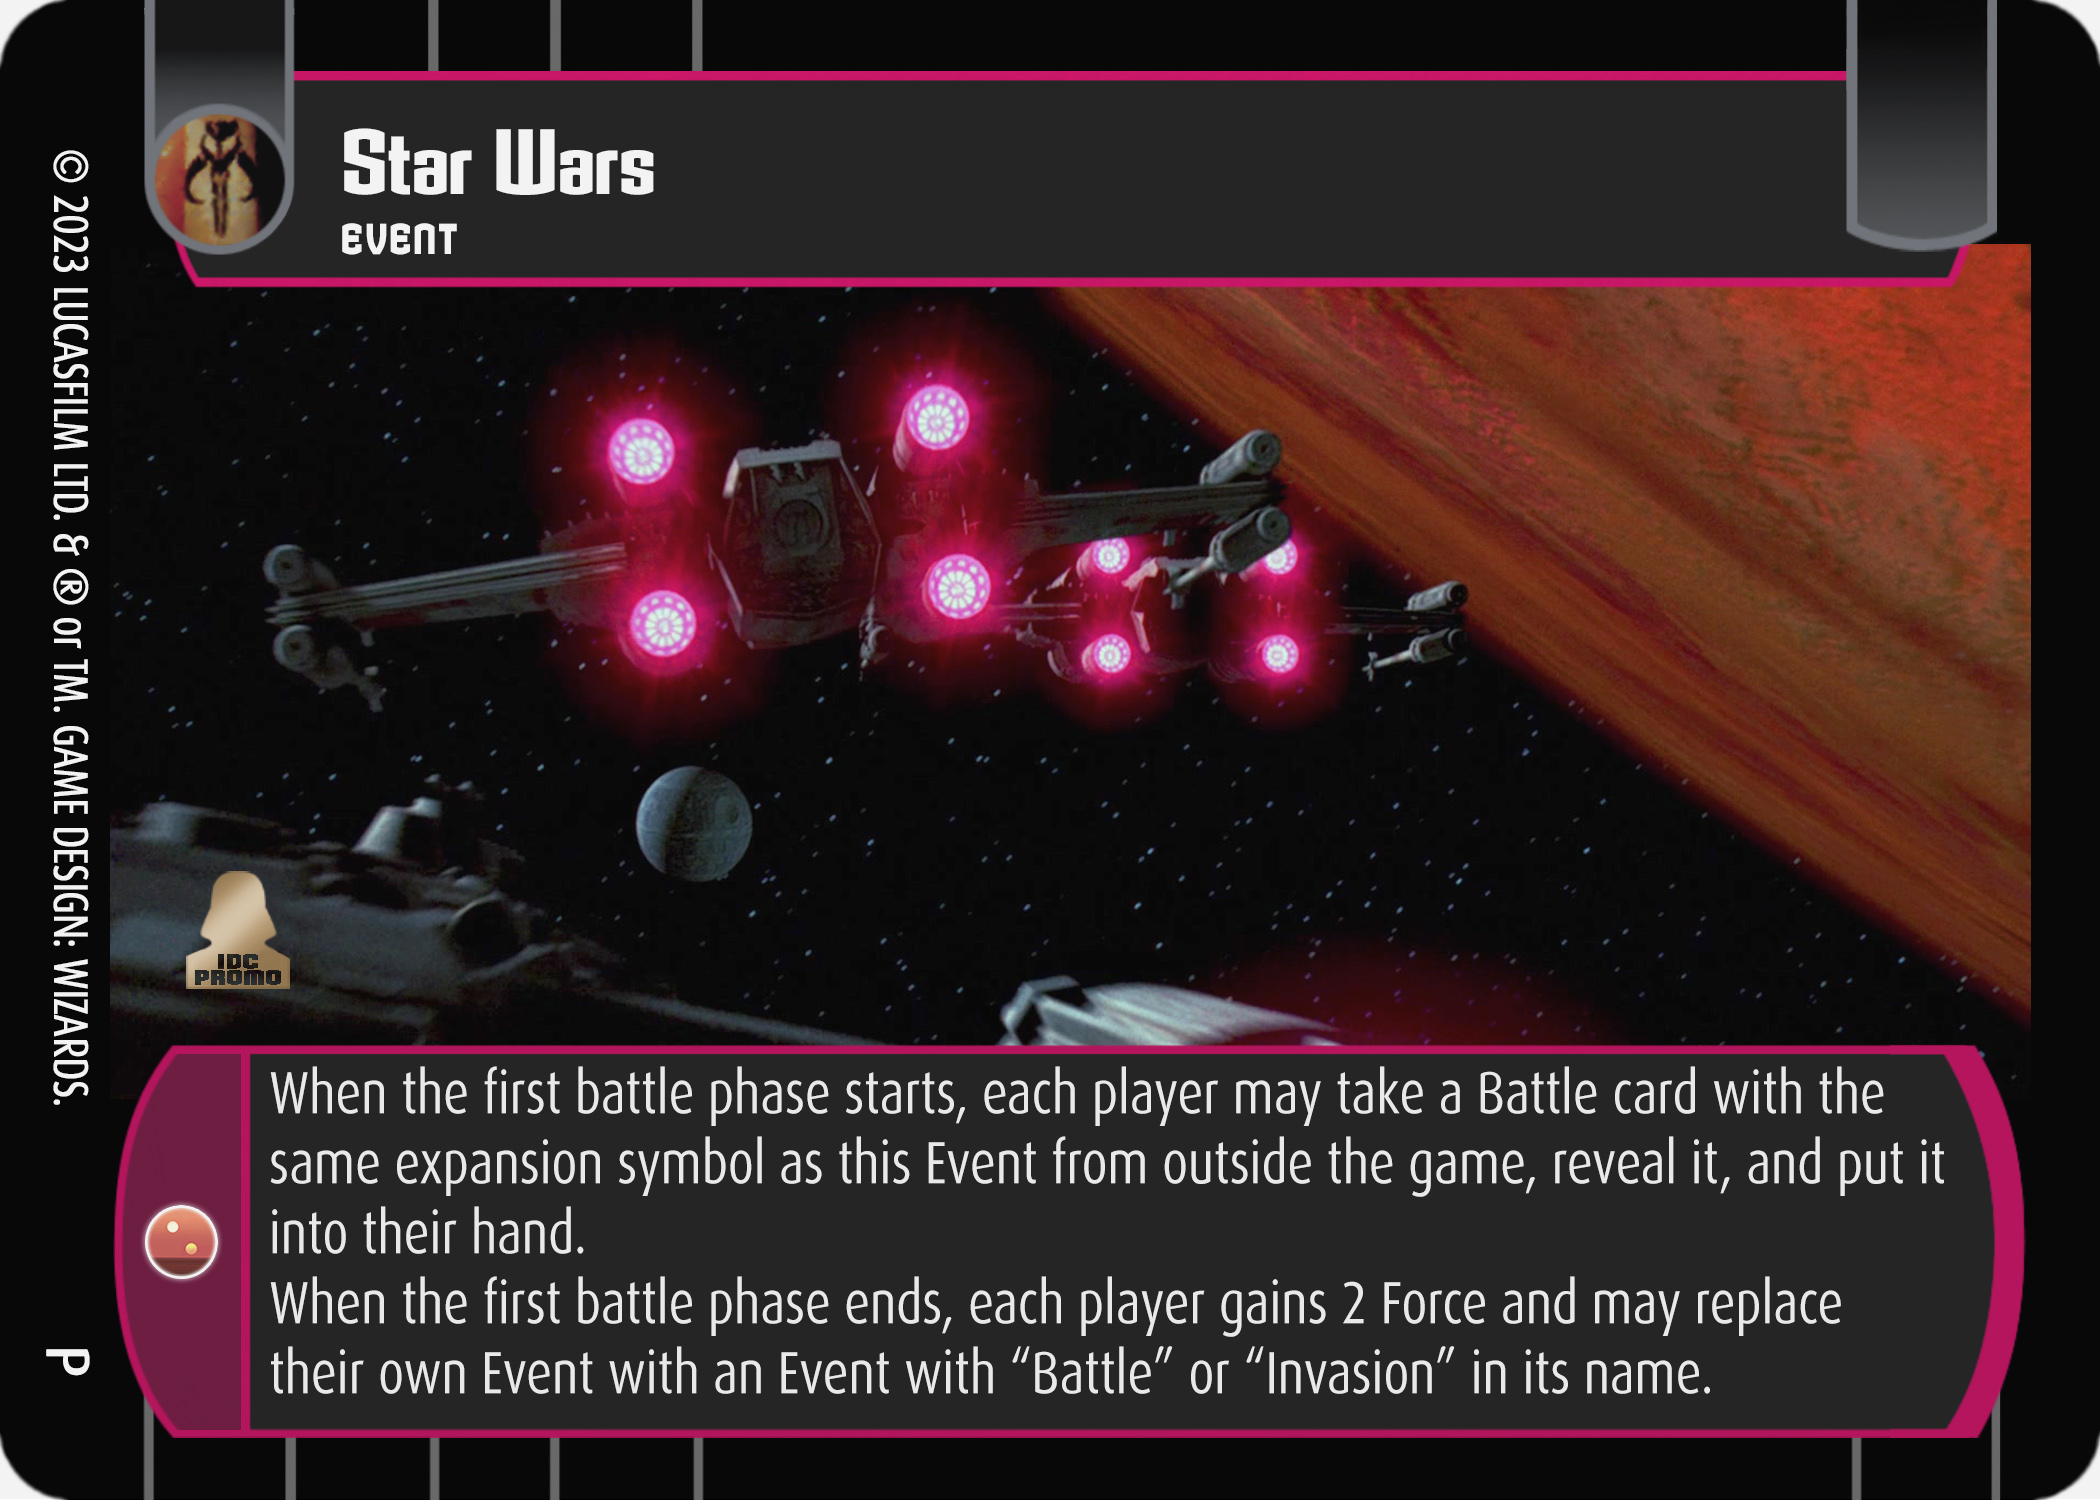 Star Wars
EVENT
© 2023 LUCASFILM LTD. & ® or TM. GAME DESIGN: WIZARDS.
P
IDC
PROMO
When the first battle phase starts, each player may take a Battle card with the
same expansion symbol as this Event from outside the game, reveal it, and put it
into their hand.
When the first battle phase ends, each player gains 2 Force and may replace
their own Event with an Event with “Battle” or “Invasion” in its name.